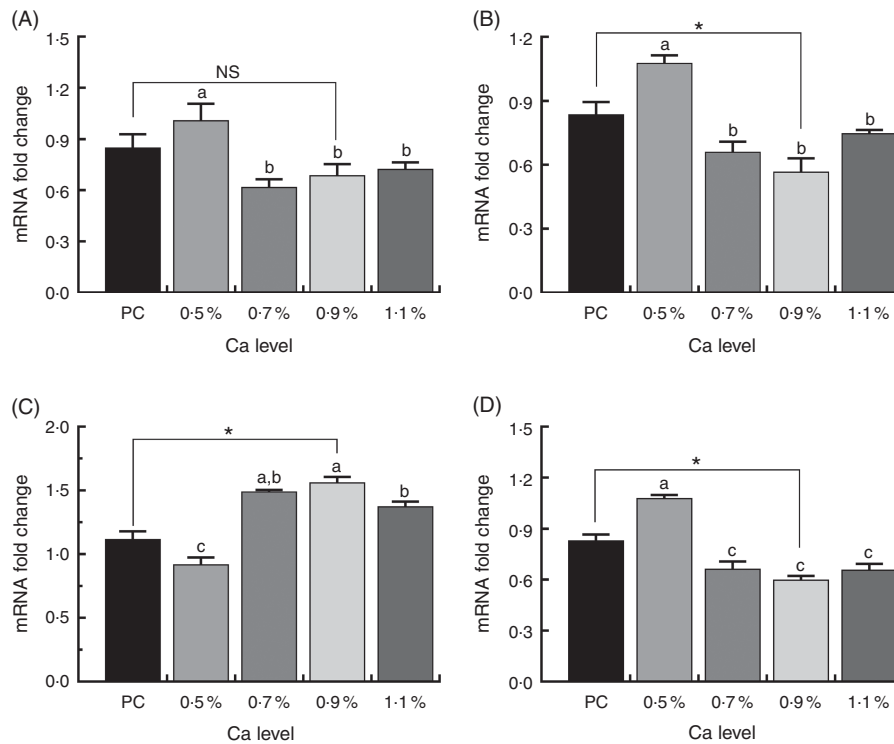 (A)
mRNA fold change
1·5
1·2
0·9
0·6
0·3
0·0
NS
a
b
b
b
PC 0·5 % 0·7 % 0·9 % 1·1 %
Ca level
(B)
mRNA fold change
1·2
0·9
0·6
0·3
0·0
*
a
b
b
b
PC 0·5 % 0·7 % 0·9 % 1·1 %
Ca level
(C)
mRNA fold change
2·0
1·5
1·0
0·5
0·0
*
c
a,b
a
b
PC 0·5 % 0·7 % 0·9 % 1·1 %
Ca level
(D)
mRNA fold change
1·5
1·2
0·9
0·6
0·3
0·0
*
a
c
c
c
PC 0·5 % 0·7 % 0·9 % 1·1 %
Ca level